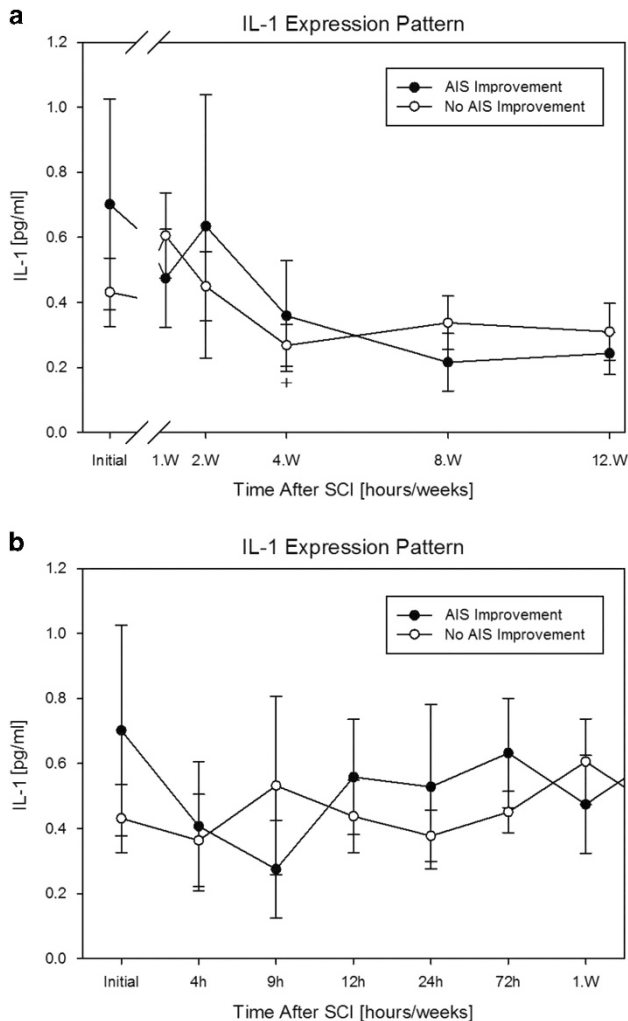 a
IL-1 Expression Pattern
1.2
1.0
0.8
0.6
0.4
0.2
0.0
IL-1 [pg/ml]
AIS Improvement
No AIS Improvement
+
Initial 1.W 2.W 4.W 8.W 12.W
Time After SCI [hours/weeks]
b
IL-1 Expression Pattern
1.2
1.0
0.8
0.6
0.4
0.2
0.0
IL-1 [pg/ml]
AIS Improvement
No AIS Improvement
Initial 4h 9h 12h 24h 72h 1.W
Time After SCI [hours/weeks]